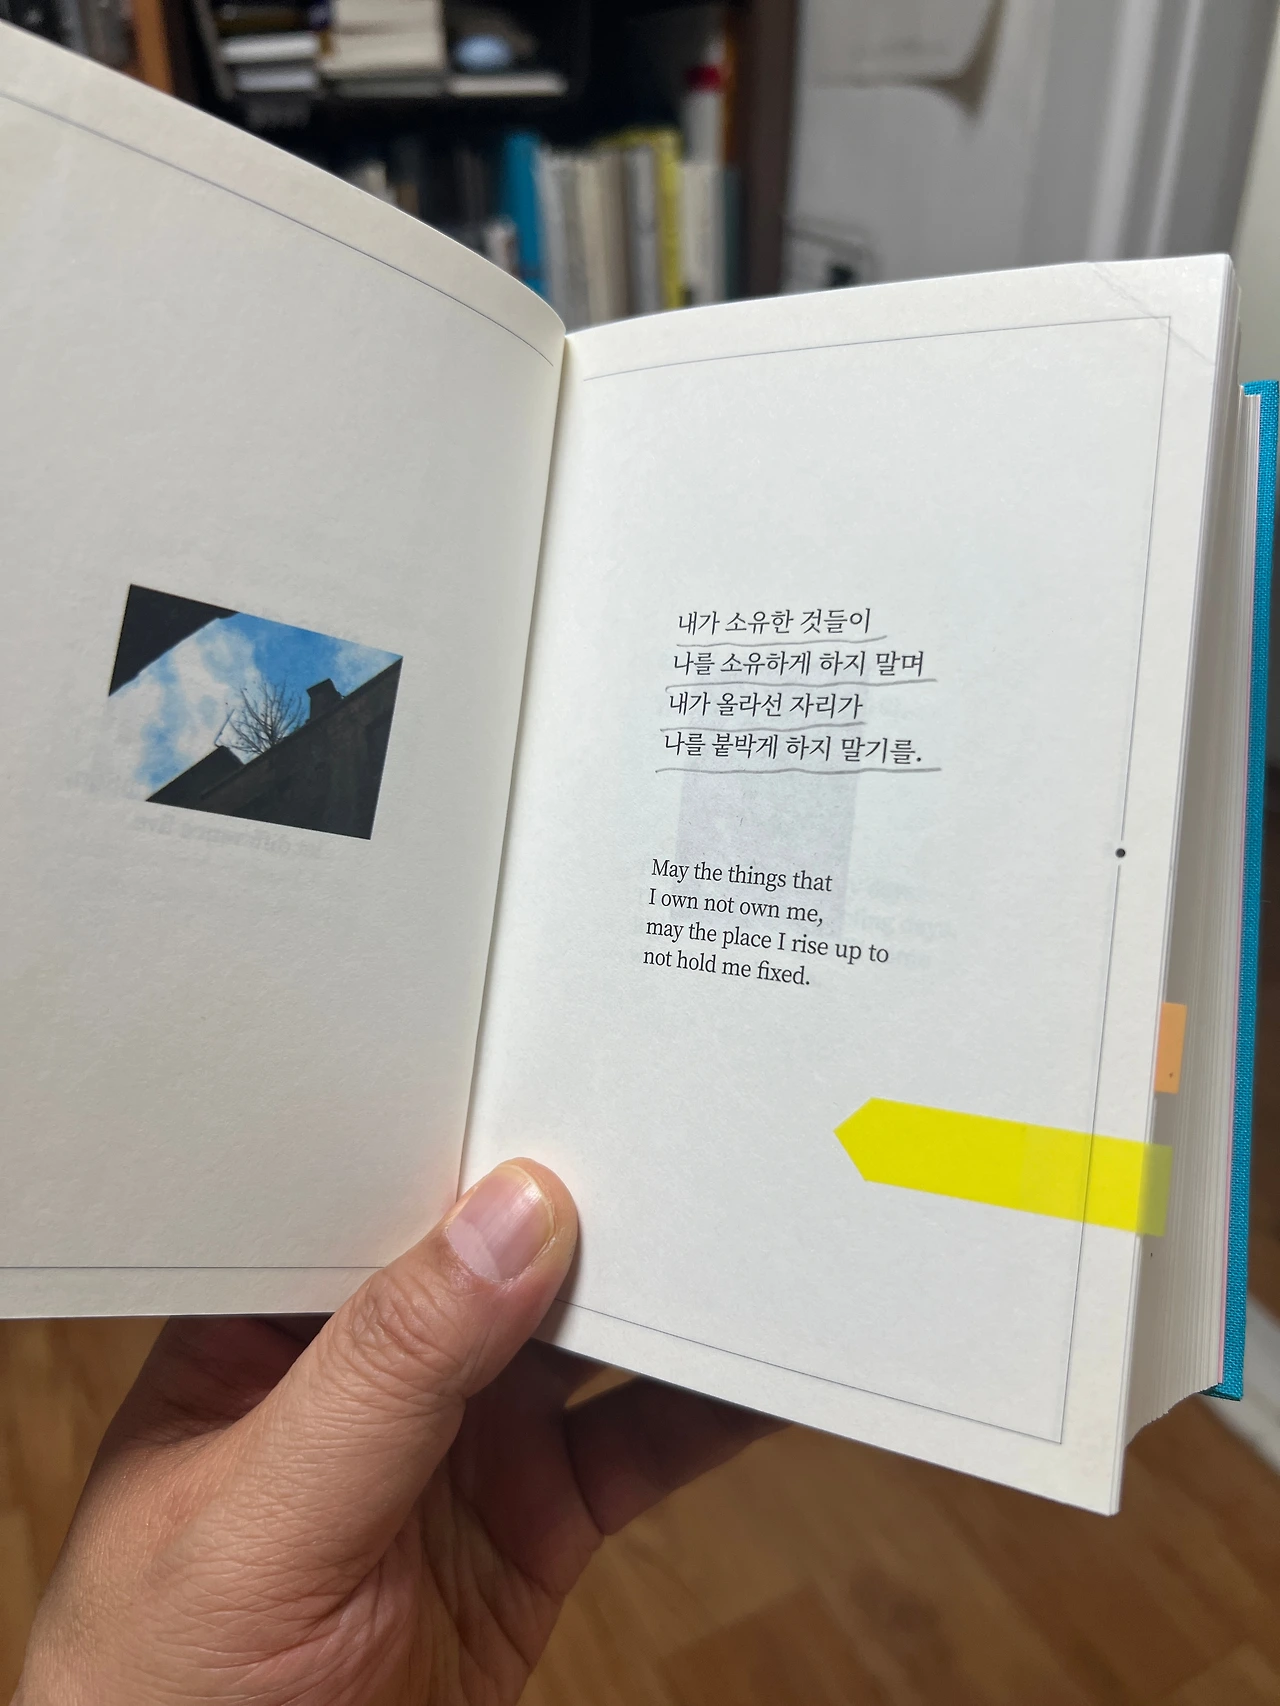 내가 소유한 것들이
나를 소유하게 하지 말며
내가 올라선 자리가
나를 붙박게 하지 말기를.
May the things that
I own not own me,
may the place I rise up to
not hold me fixed.